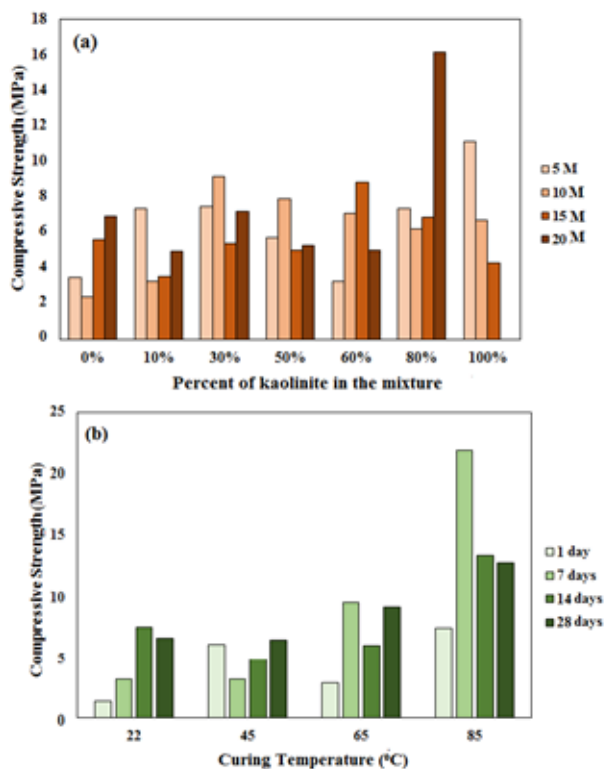 (a)
Compressive Strength (MPa)
18
16
14
12
10
8
6
4
2
0
0% 10% 30% 50% 60% 80% 100%
Percent of kaolinite in the mixture
5 M
10 M
15 M
20 M
(b)
Compressive Strength (MPa)
25
20
15
10
5
0
22 45 65 85
Curing Temperature (°C)
1 day
7 days
14 days
28 days